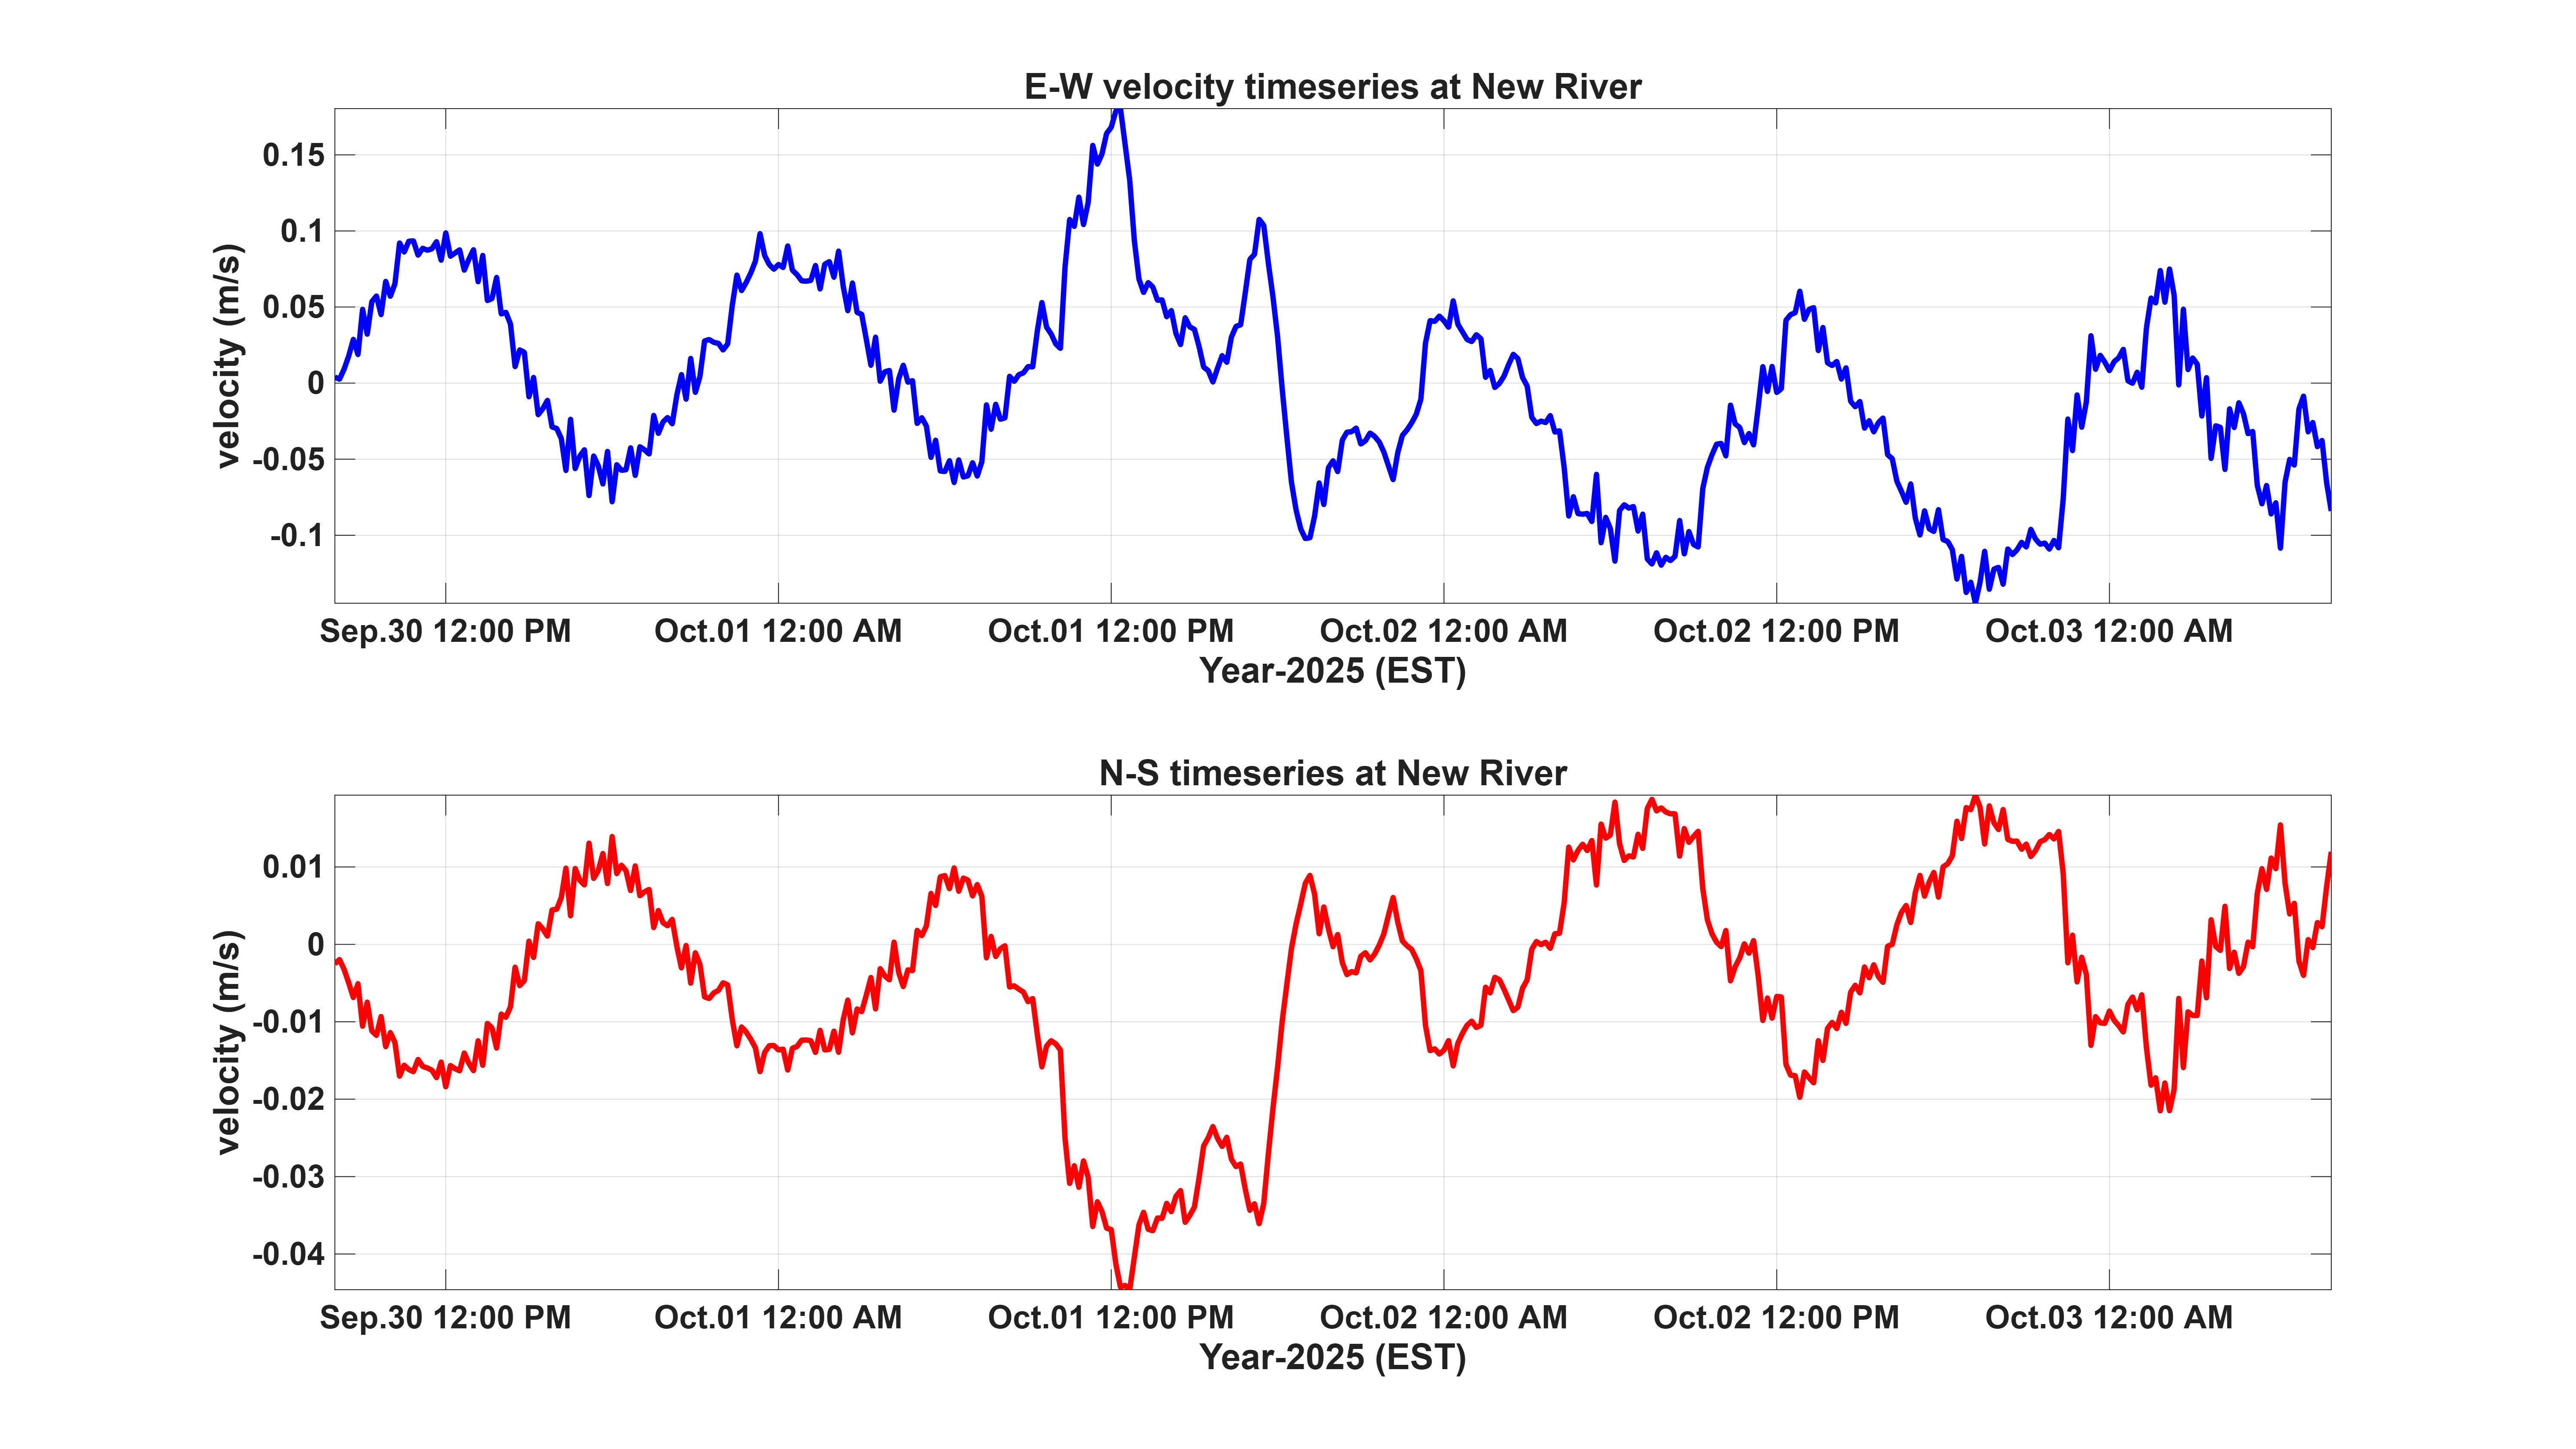 E-W velocity timeseries at New River
velocity (m/s)
0.15
0.1
0.05
0
-0.05
-0.1
Sep.30 12:00 PM Oct.01 12:00 AM Oct.01 12:00 PM Oct.02 12:00 AM Oct.02 12:00 PM Oct.03 12:00 AM
Year-2025 (EST)
N-S timeseries at New River
velocity (m/s)
0.01
0
-0.01
-0.02
-0.03
-0.04
Sep.30 12:00 PM Oct.01 12:00 AM Oct.01 12:00 PM Oct.02 12:00 AM Oct.02 12:00 PM Oct.03 12:00 AM
Year-2025 (EST)